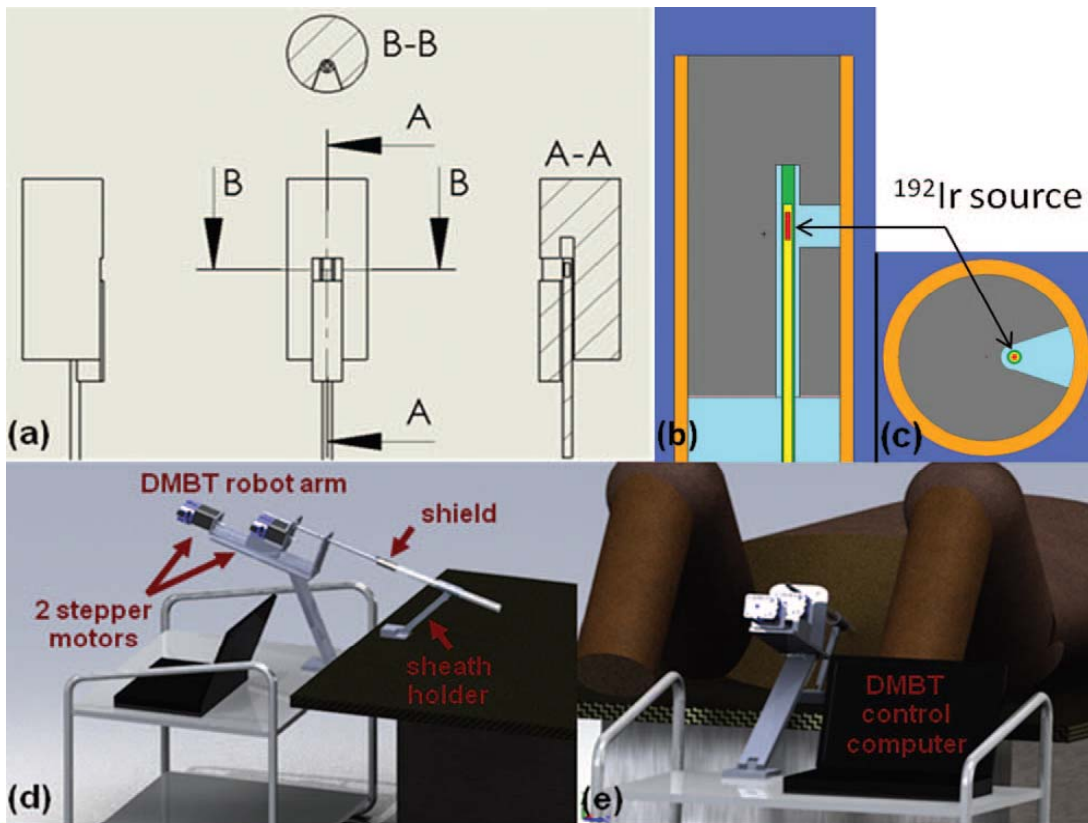 B-B
A
B
B
A-A
A
(a)
(b)
(c)
¹⁹²Ir source
DMBT robot arm
shield
2 stepper
motors
sheath
holder
(d)
DMBT
control
computer
(e)